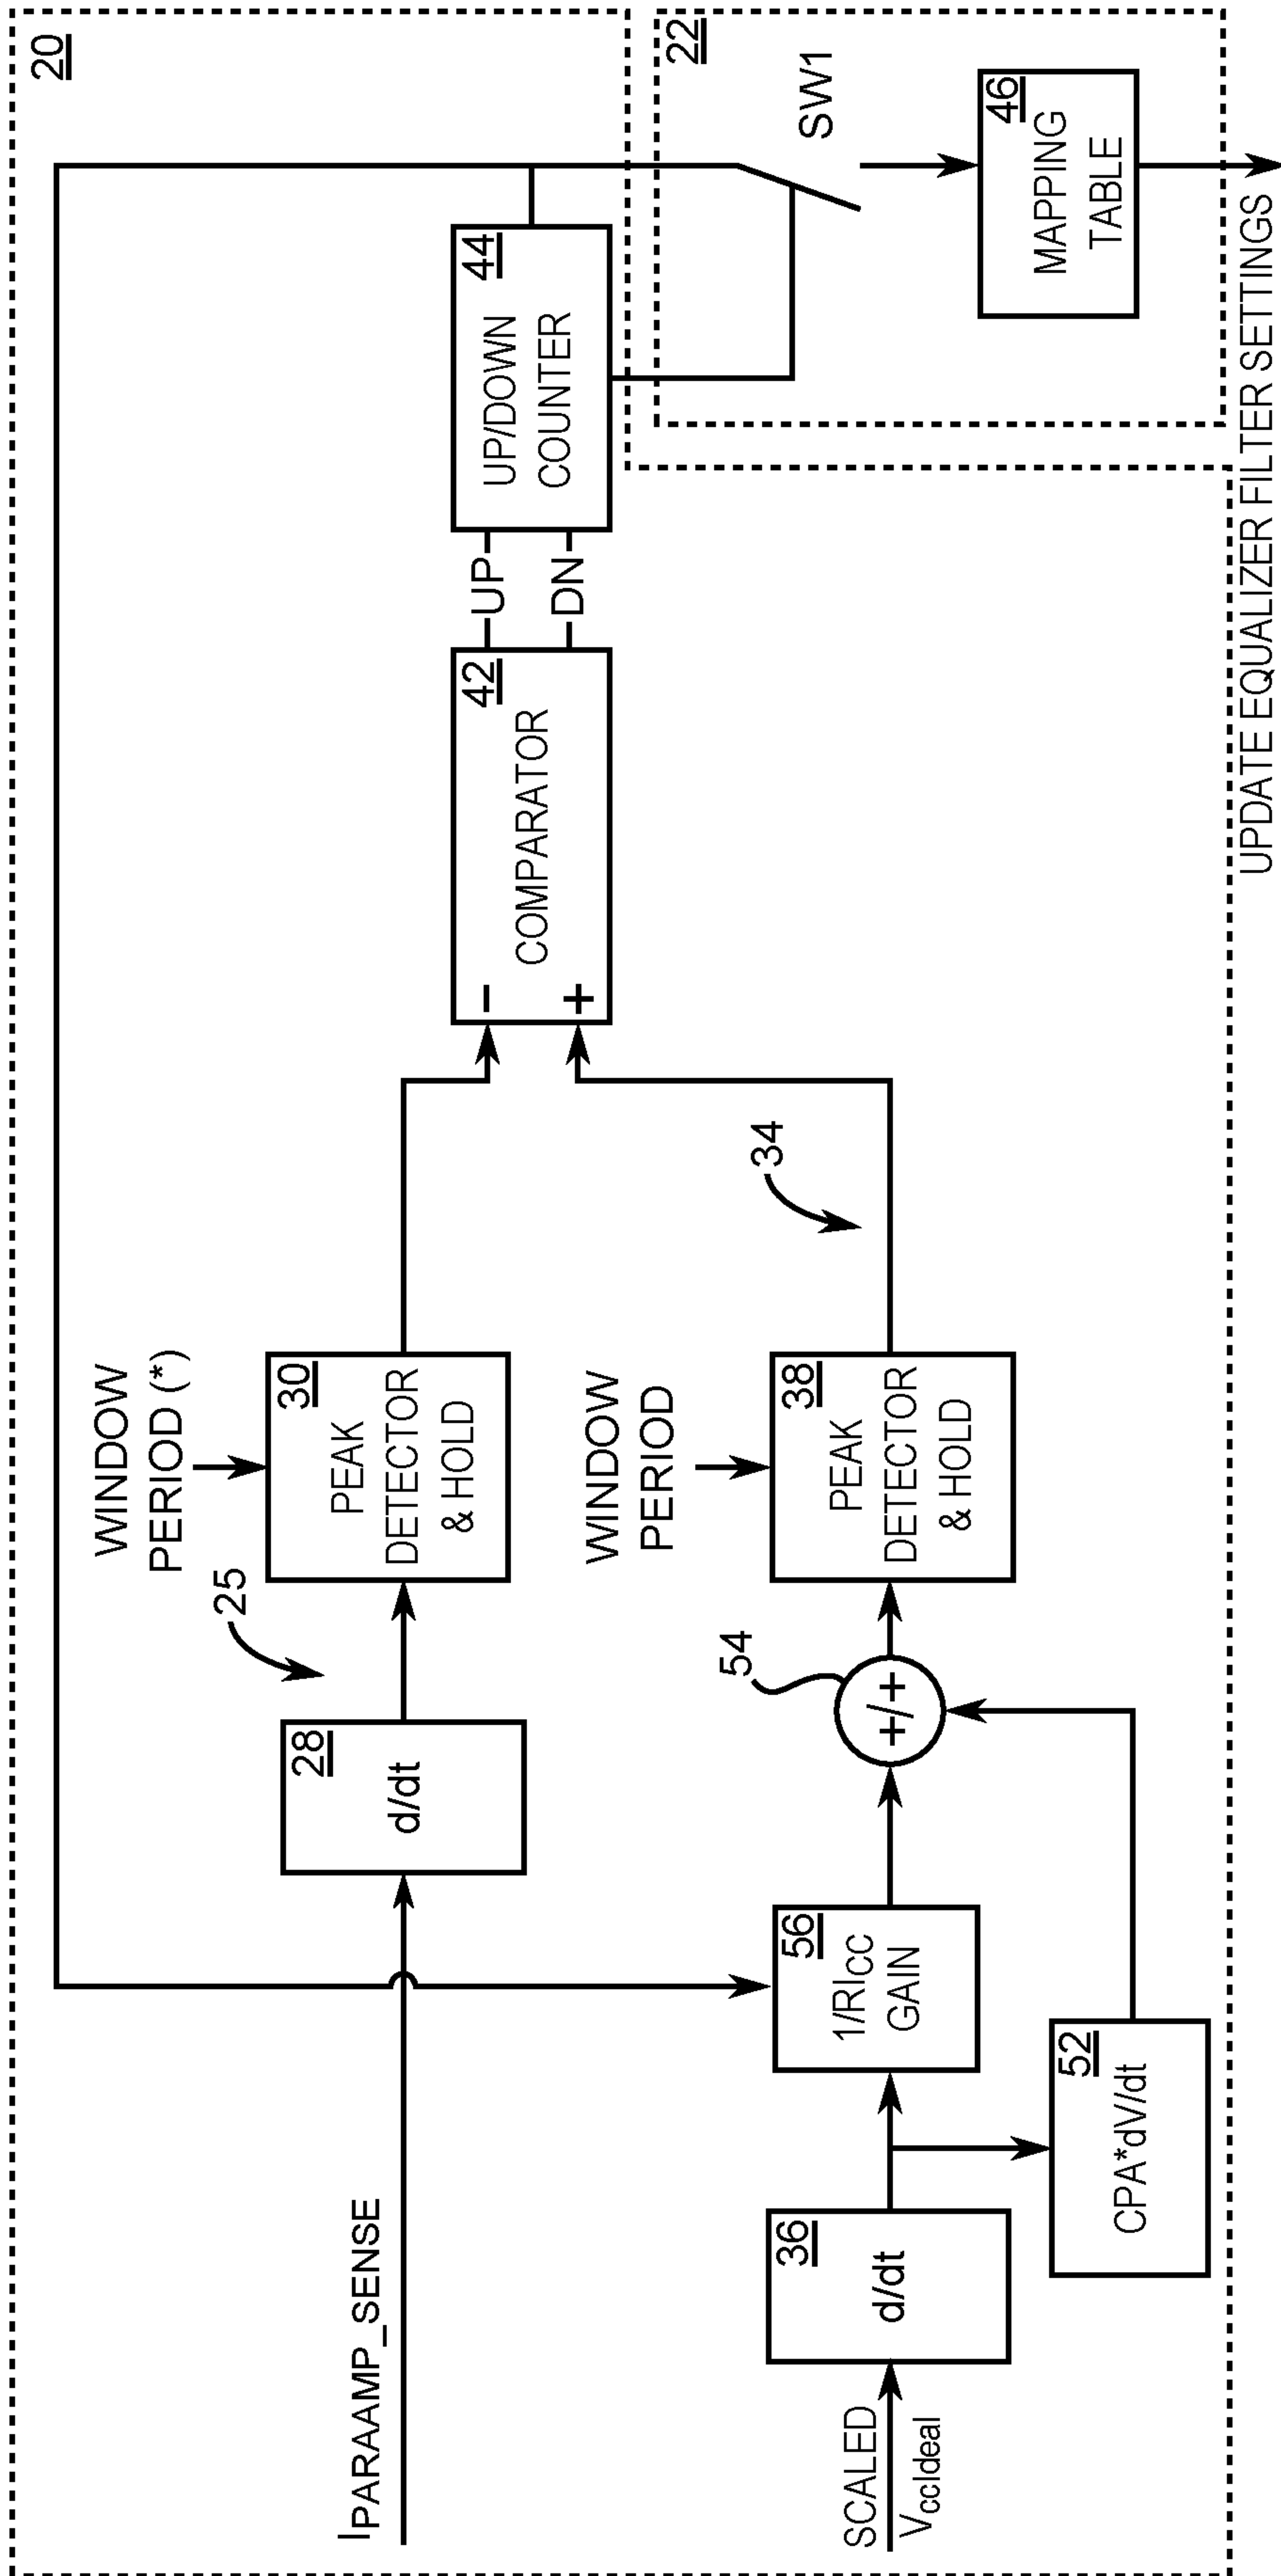 20
22
I_PARAAMP_SENSE
28
d/dt
25
WINDOW
PERIOD (*)
30
PEAK
DETECTOR
& HOLD
42
COMPARATOR
−
+
UP
DN
44
UP/DOWN
COUNTER
SW1
46
MAPPING
TABLE
SCALED
VccIdeal
36
d/dt
56
1/RICC
GAIN
52
CPA*dV/dt
54
+/+
WINDOW
PERIOD
38
PEAK
DETECTOR
& HOLD
34
UPDATE EQUALIZER FILTER SETTINGS